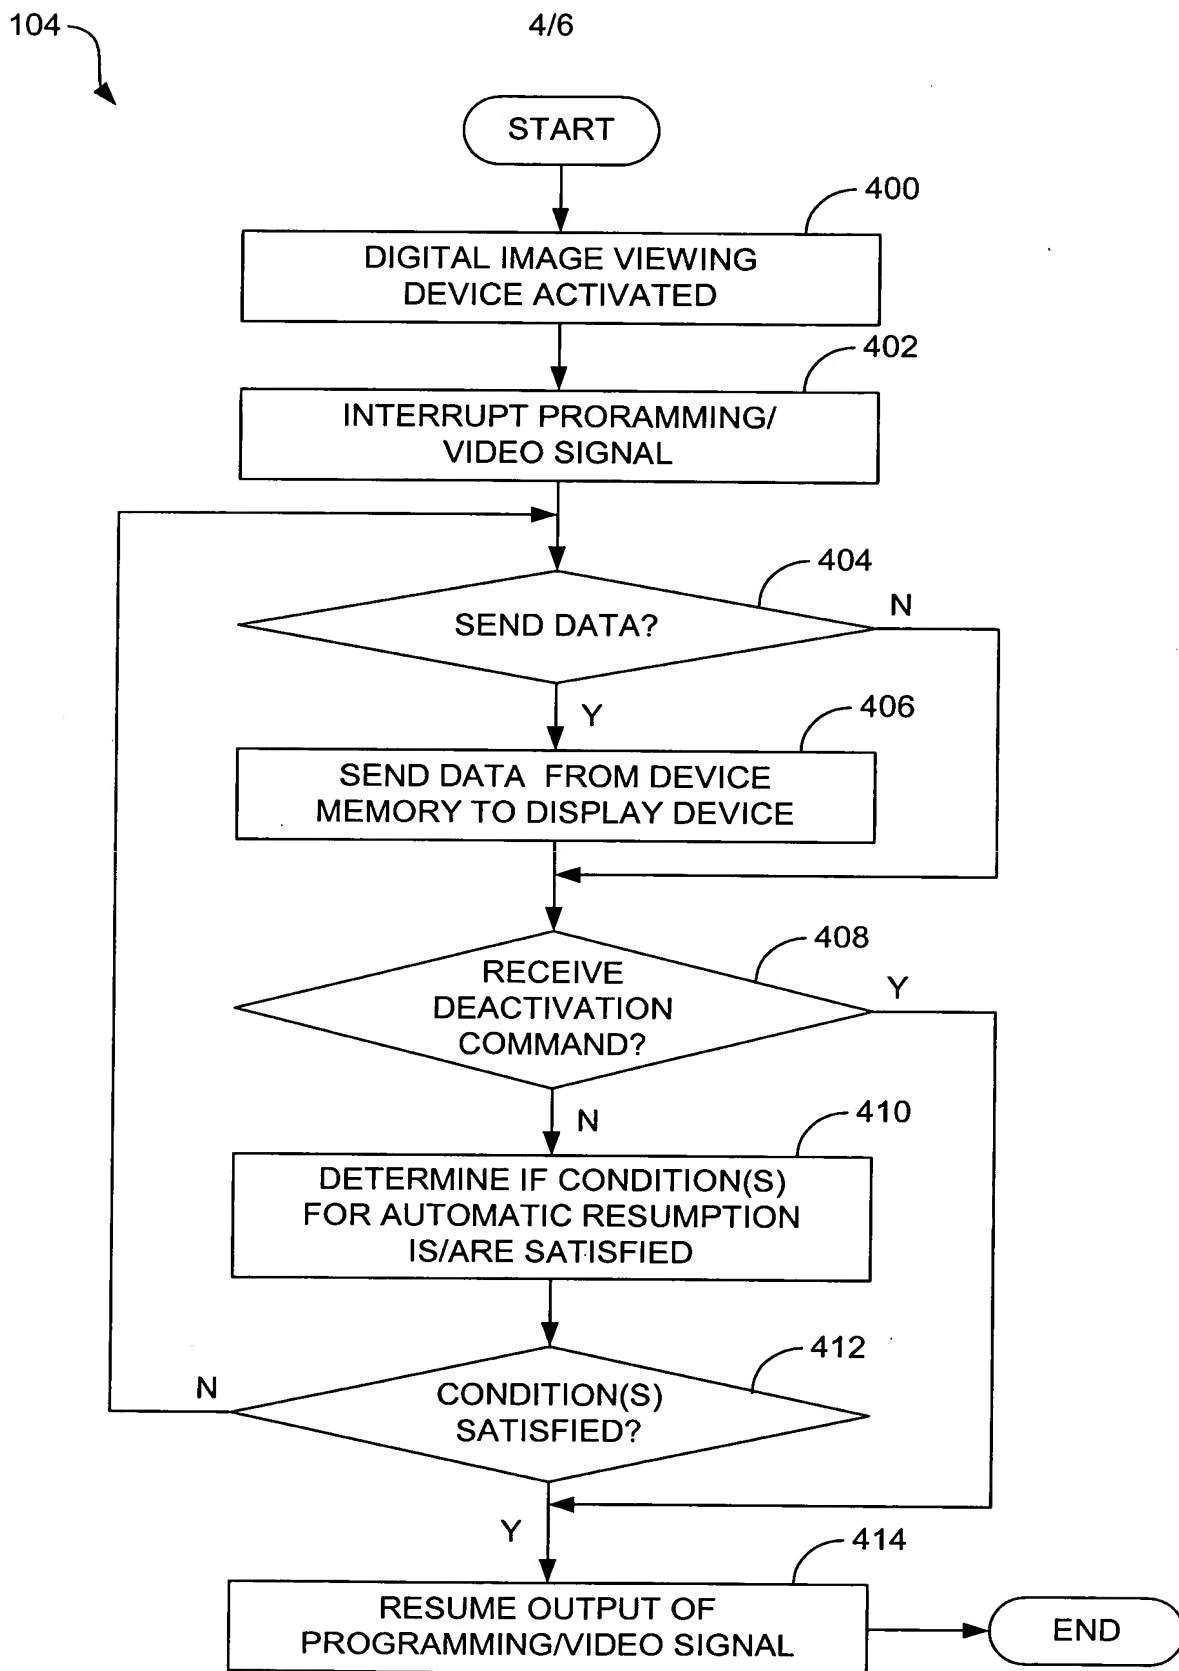 104
4/6
START
400
DIGITAL IMAGE VIEWING
DEVICE ACTIVATED
402
INTERRUPT PRORAMMING/
VIDEO SIGNAL
404
N
SEND DATA?
Y
406
SEND DATA FROM DEVICE
MEMORY TO DISPLAY DEVICE
408
RECEIVE
DEACTIVATION
COMMAND?
Y
N
410
DETERMINE IF CONDITION(S)
FOR AUTOMATIC RESUMPTION
IS/ARE SATISFIED
412
N
CONDITION(S)
SATISFIED?
Y
414
RESUME OUTPUT OF
PROGRAMMING/VIDEO SIGNAL
END